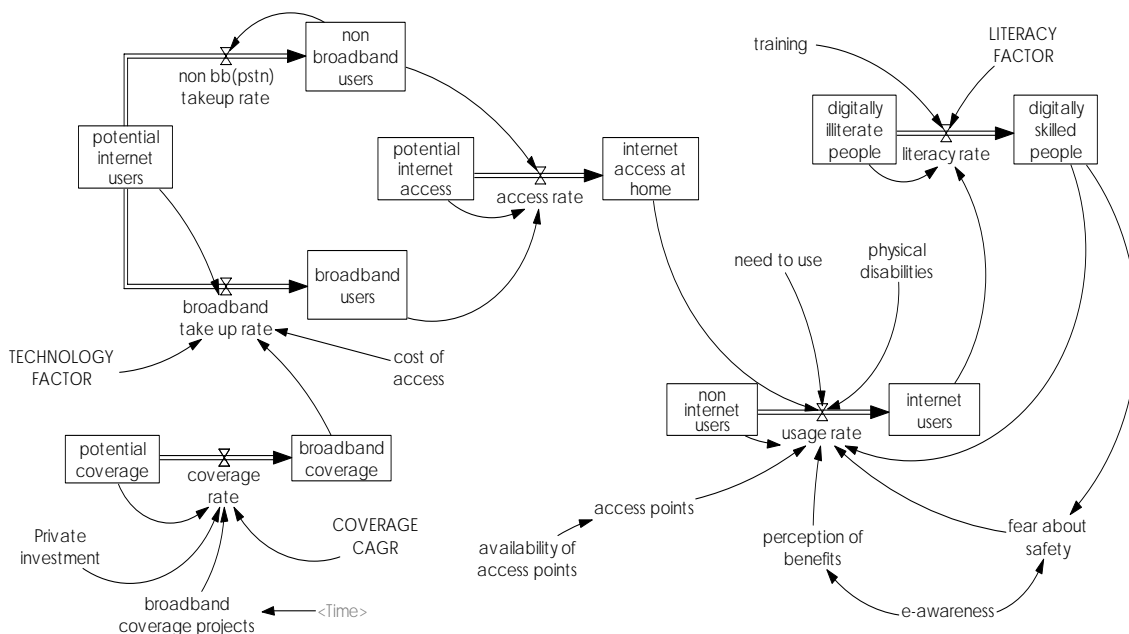 non
broadband
users
non bb(pstn)
takeup rate
potential
internet
users
broadband
users
broadband
take up rate
TECHNOLOGY
FACTOR
cost of
access
potential
coverage
coverage
rate
broadband
coverage
Private
investment
COVERAGE
CAGR
broadband
coverage projects
<Time>
potential
internet
access
access rate
internet
access at
home
training
LITERACY
FACTOR
digitally
illiterate
people
literacy rate
digitally
skilled
people
need to use
physical
disabilities
non
internet
users
usage rate
internet
users
access points
availability of
access points
perception of
benefits
fear about
safety
e-awareness